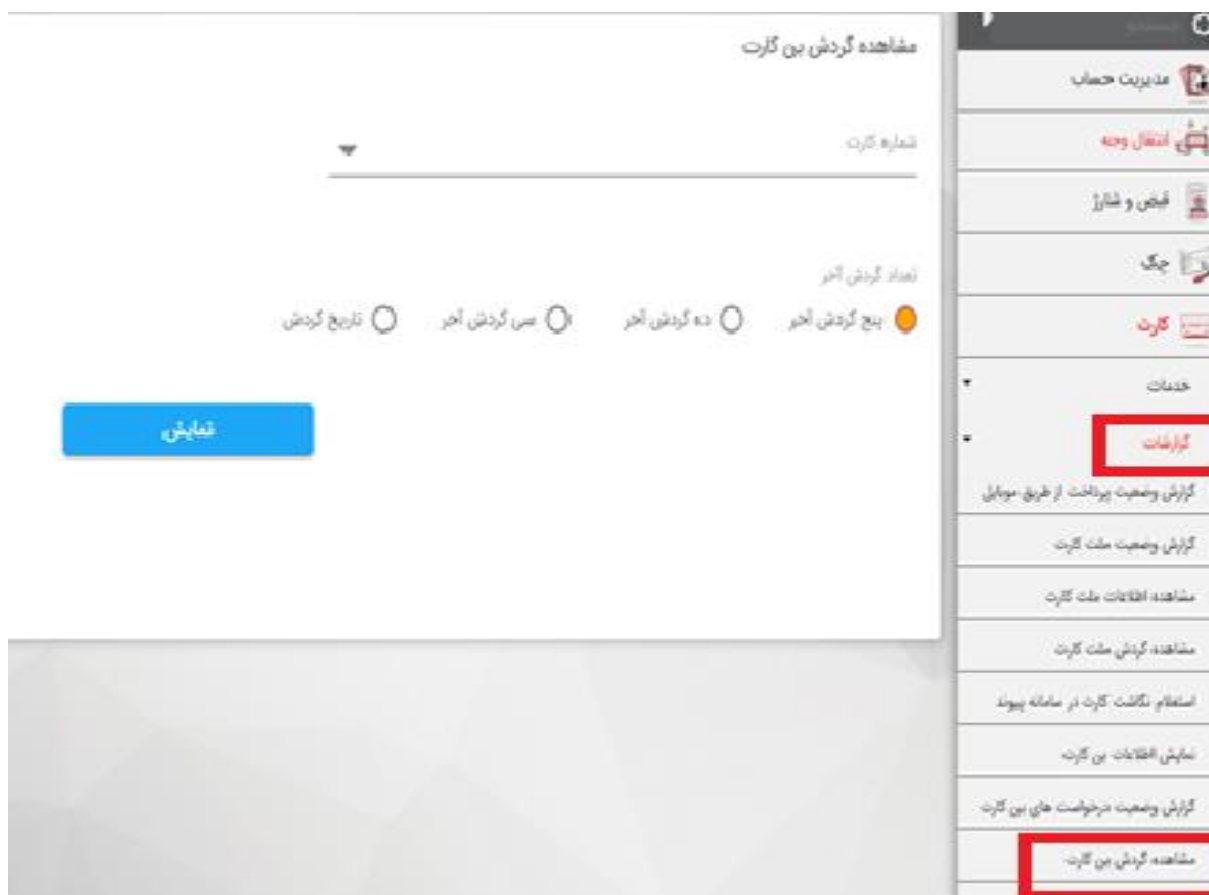 مشاهده گردش بن کارت
شماره کارت
تعداد گردش آخر
پنج گردش آخر
ده گردش آخر
سی گردش آخر
تاریخ گردش
نمایش
مدیریت حساب
انتقال وجه
قبض و شارژ
چک
کارت
خدمات
گزارشات
گزارش وضعیت پرداخت از طریق موبایل
گزارش وضعیت ملت کارت
مشاهده اطلاعات ملت کارت
مشاهده گردش ملت کارت
استعلام نگاشت کارت در سامانه پیوند
نمایش اطلاعات بن کارت
گزارش وضعیت درخواست های بن کارت
مشاهده گردش بن کارت